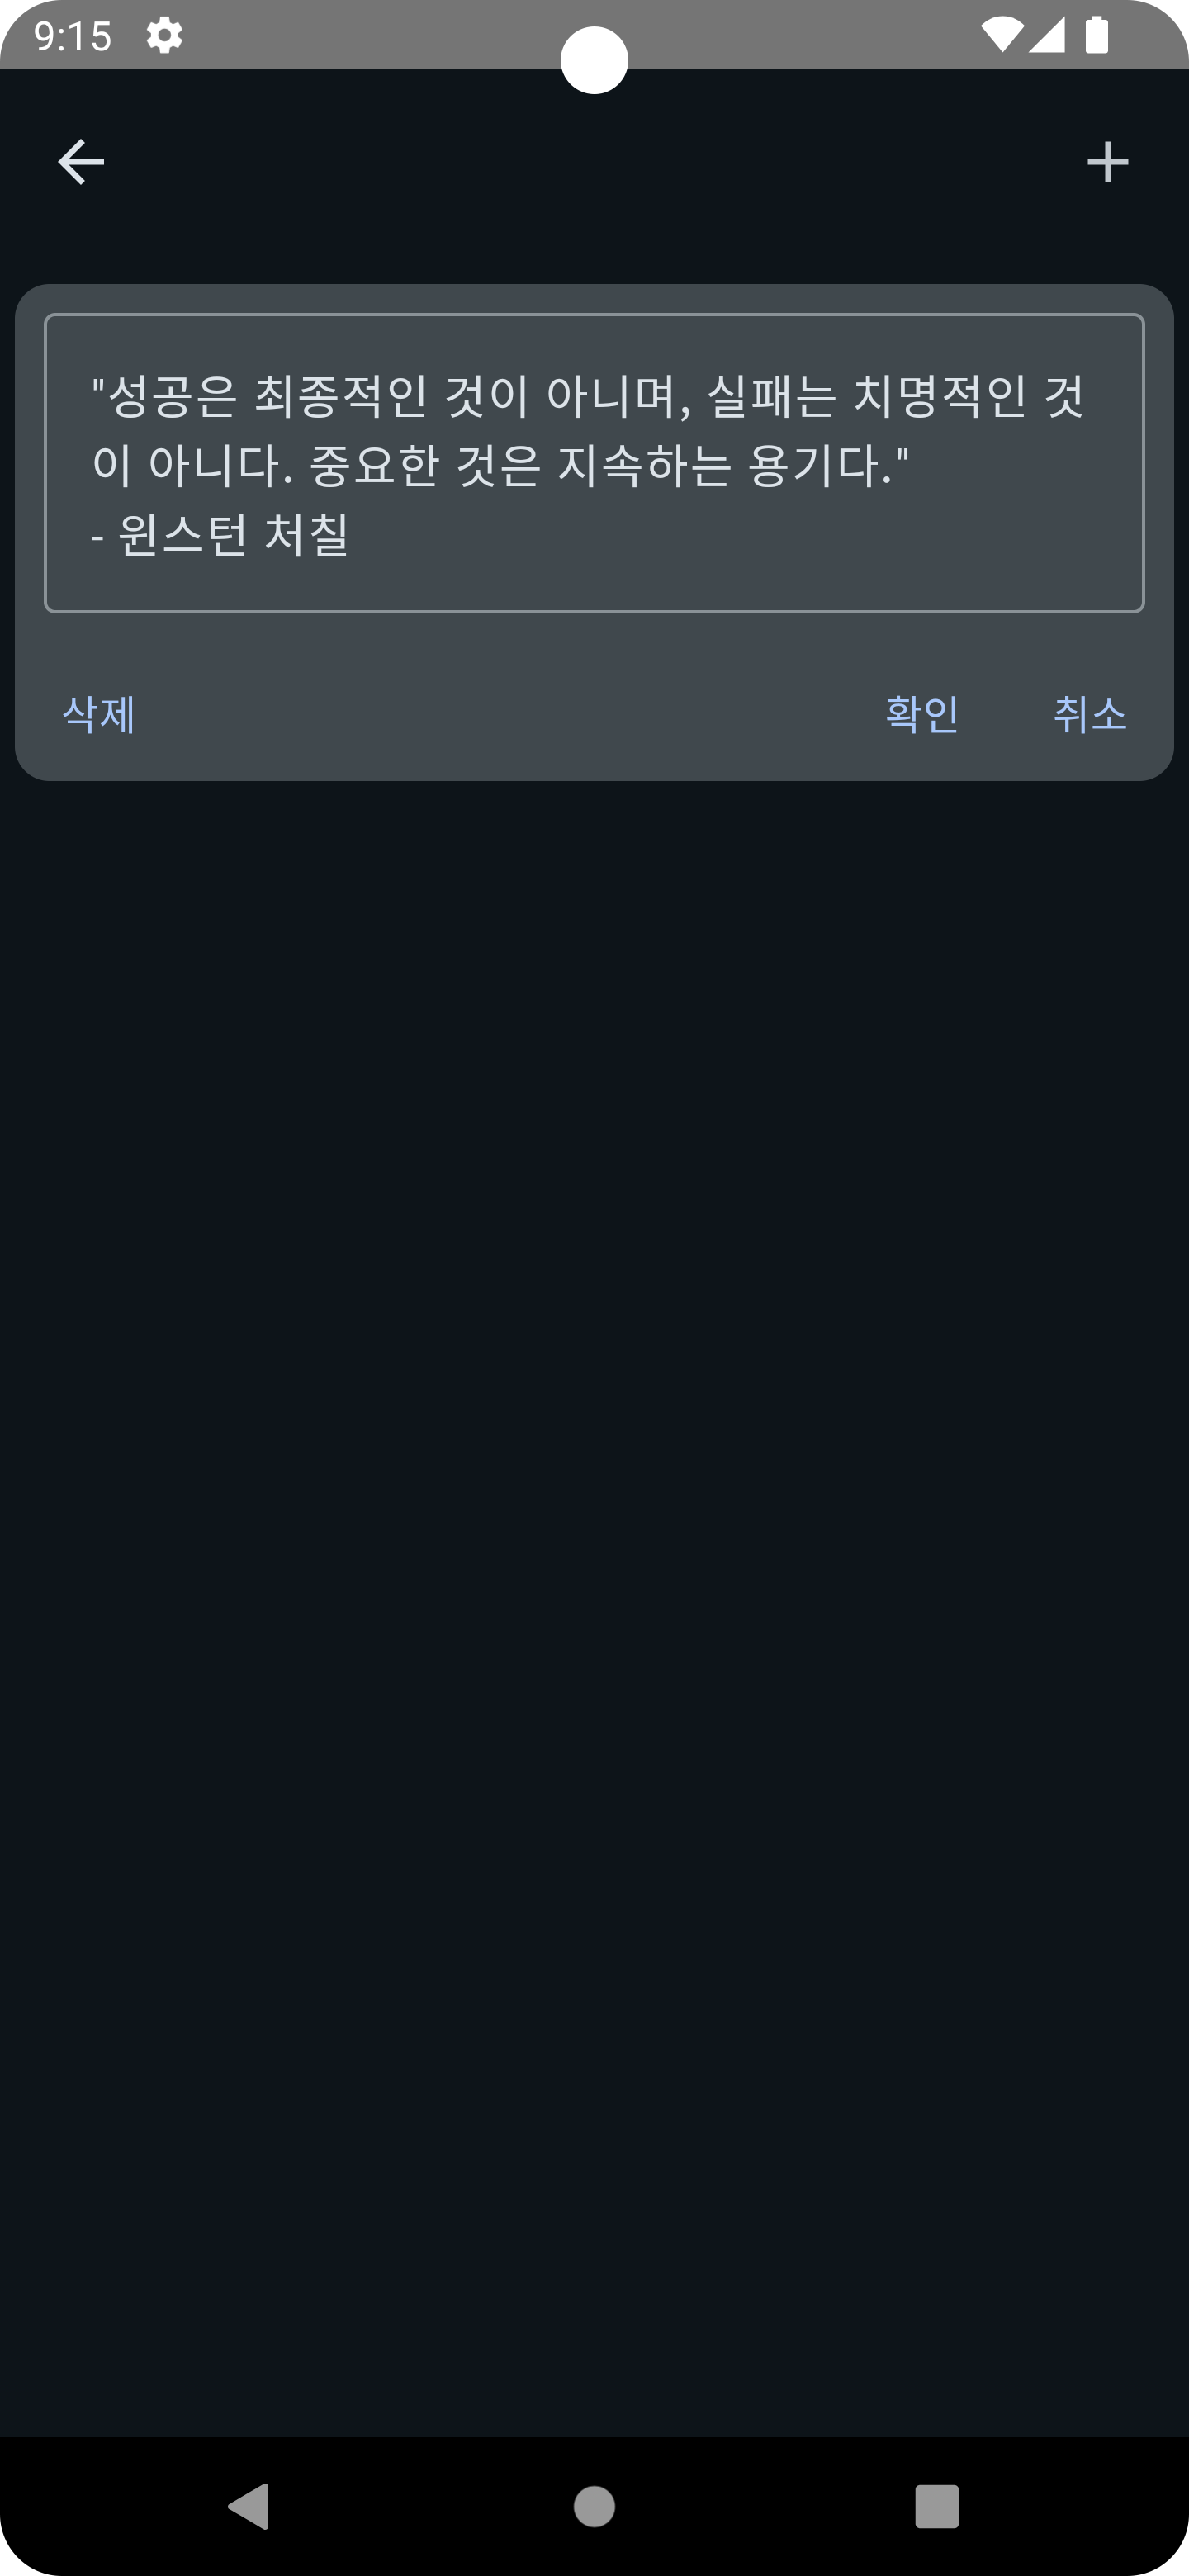 9:15
"성공은 최종적인 것이 아니며, 실패는 치명적인 것
이 아니다. 중요한 것은 지속하는 용기다."
- 윈스턴 처칠
삭제 확인 취소